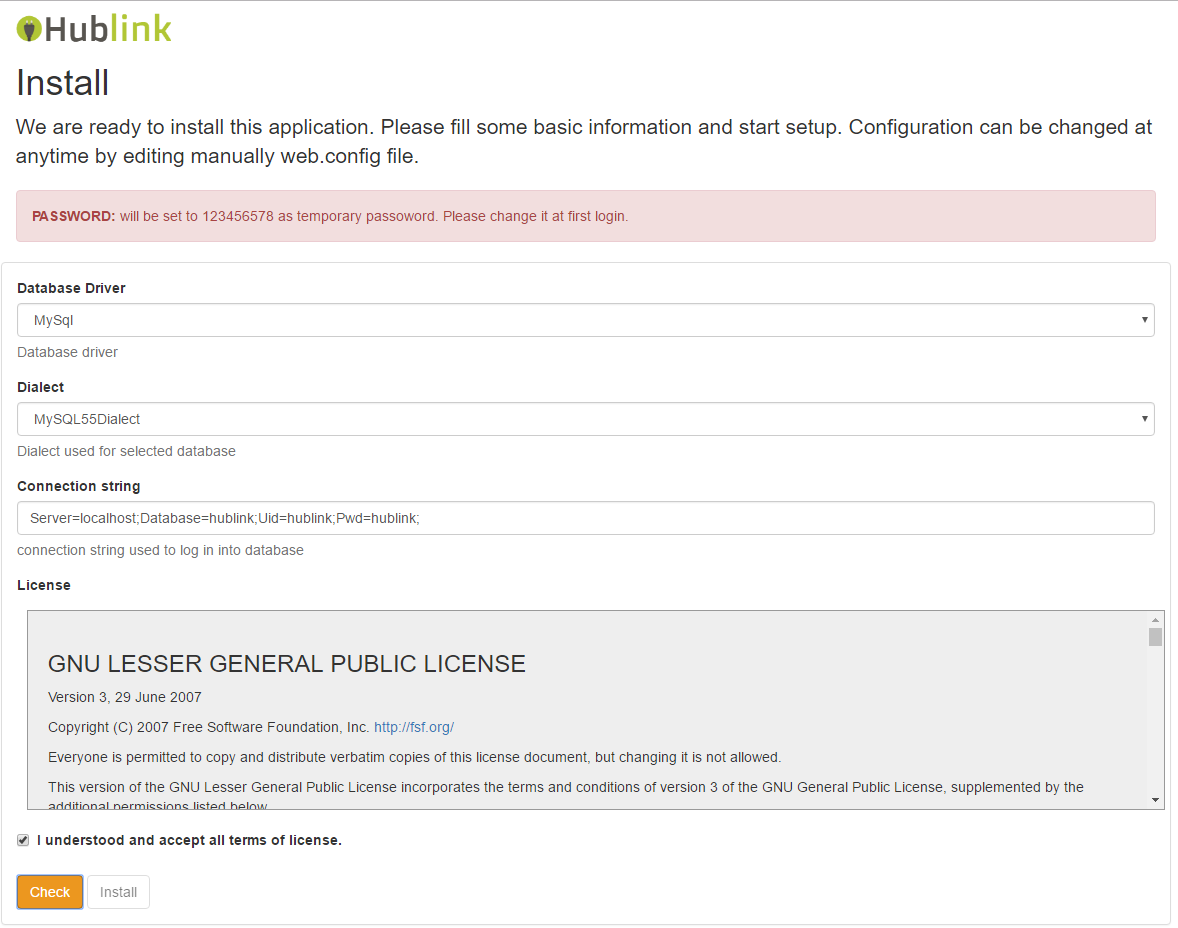 Hublink
Install
We are ready to install this application. Please fill some basic information and start setup. Configuration can be changed at
anytime by editing manually web.config file.
PASSWORD: will be set to 123456578 as temporary passoword. Please change it at first login.
Database Driver
MySql
Database driver
Dialect
MySQL55Dialect
Dialect used for selected database
Connection string
Server=localhost;Database=hublink;Uid=hublink;Pwd=hublink;
connection string used to log in into database
License
GNU LESSER GENERAL PUBLIC LICENSE
Version 3, 29 June 2007
Copyright (C) 2007 Free Software Foundation, Inc. http://fsf.org/
Everyone is permitted to copy and distribute verbatim copies of this license document, but changing it is not allowed.
This version of the GNU Lesser General Public License incorporates the terms and conditions of version 3 of the GNU General Public License, supplemented by the
additional permissions listed below
I understood and accept all terms of license.
Check Install